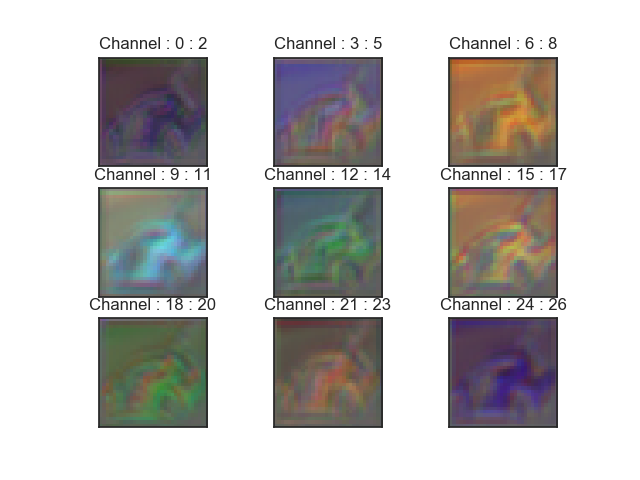 Channel : 0 : 2
Channel : 3 : 5
Channel : 6 : 8
Channel : 9 : 11
Channel : 12 : 14
Channel : 15 : 17
Channel : 18 : 20
Channel : 21 : 23
Channel : 24 : 26